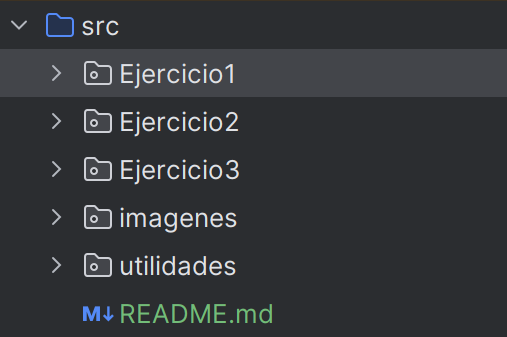 src
Ejercicio1
Ejercicio2
Ejercicio3
imagenes
utilidades
M↓ README.md